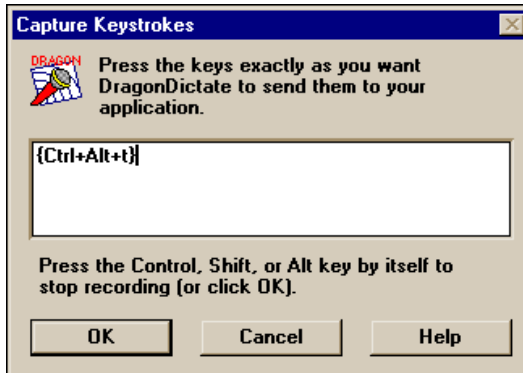 Capture Keystrokes
DRAGON
Press the keys exactly as you want
DragonDictate to send them to your
application.
{Ctrl+Alt+t}
Press the Control, Shift, or Alt key by itself to
stop recording (or click OK).
OK Cancel Help